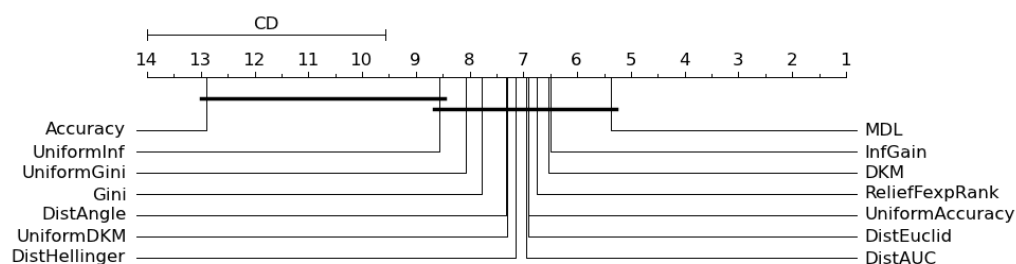 CD
14 13 12 11 10 9 8 7 6 5 4 3 2 1
Accuracy MDL
UniformInf InfGain
UniformGini DKM
Gini ReliefFexpRank
DistAngle UniformAccuracy
UniformDKM DistEuclid
DistHellinger DistAUC